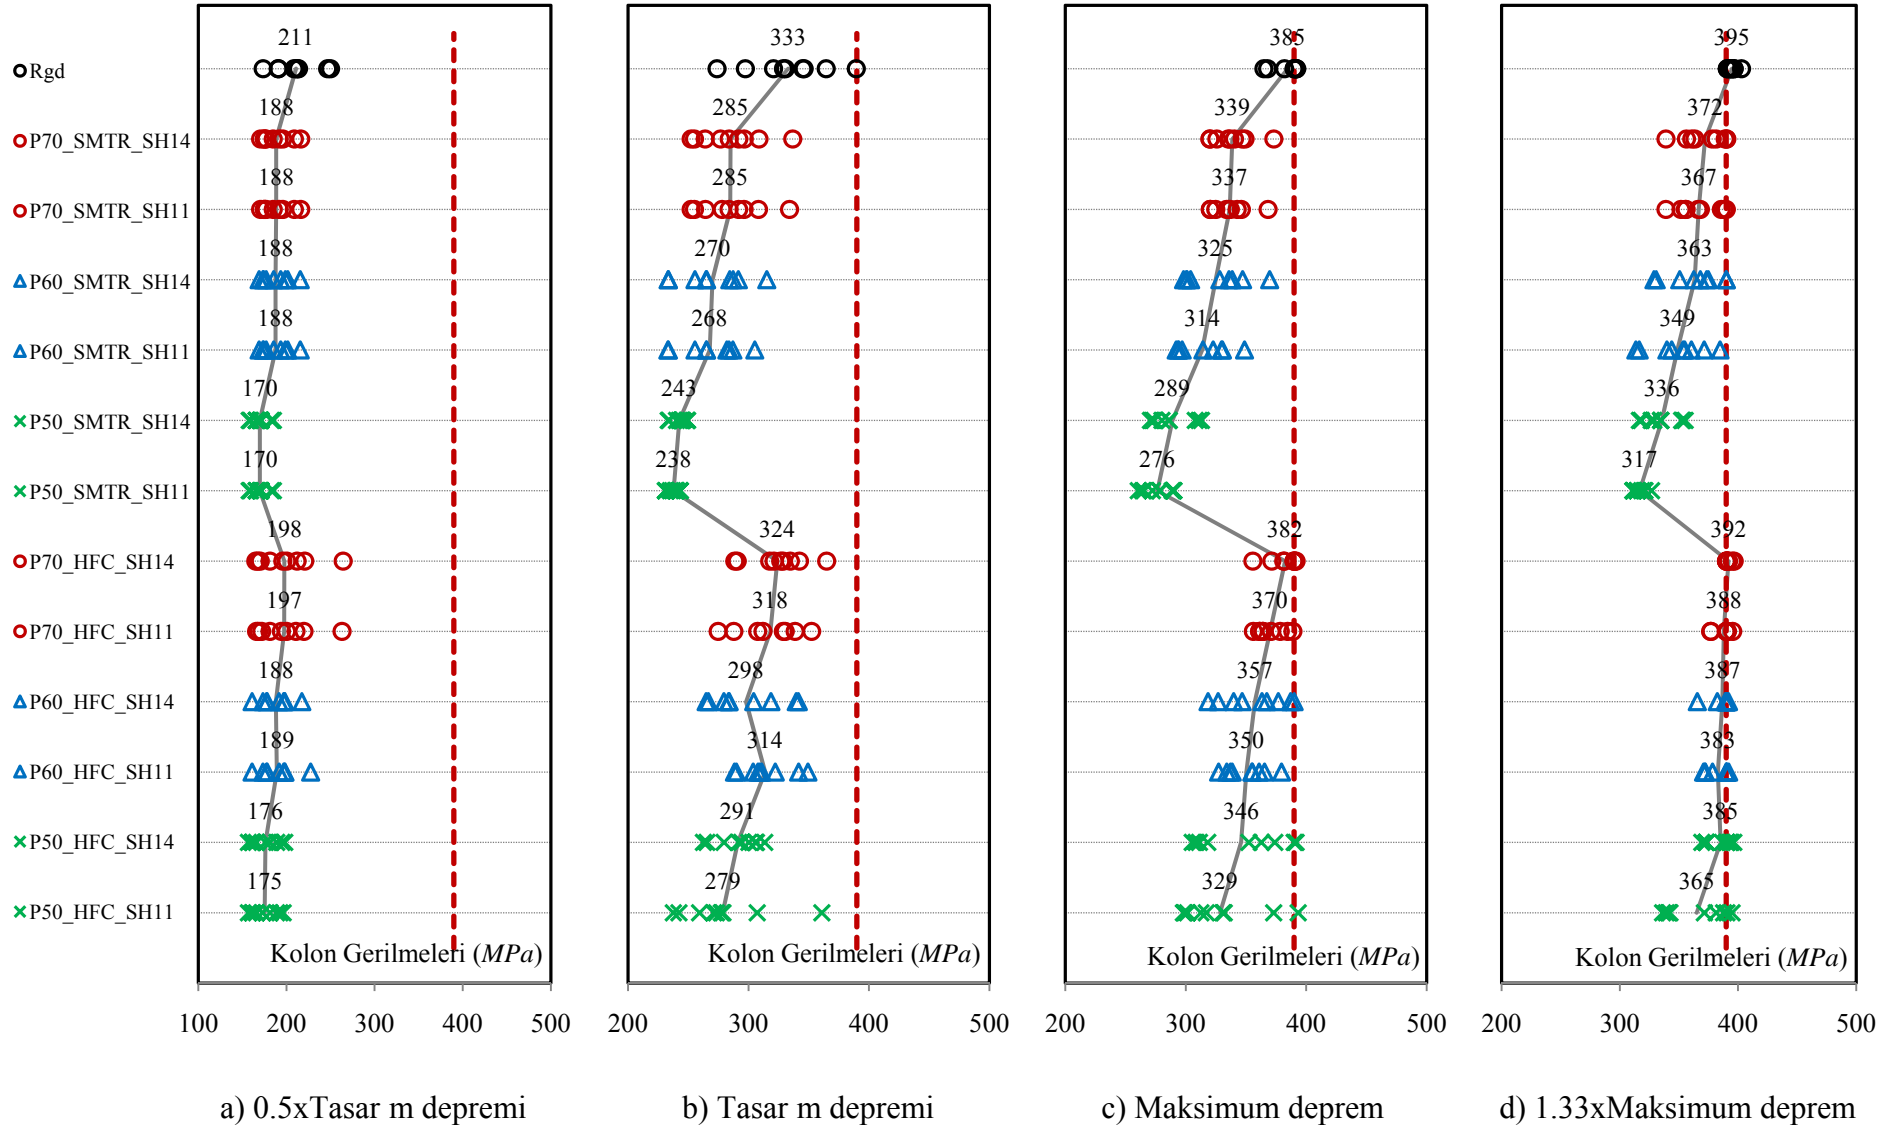 211 333 385 395
Rgd
188 285 339 372
P70_SMTR_SH14
188 285 337 367
P70_SMTR_SH11
188 270 325 363
P60_SMTR_SH14
188 268 314 349
P60_SMTR_SH11
170 243 289 336
P50_SMTR_SH14
170 238 276 317
P50_SMTR_SH11
198 324 382 392
P70_HFC_SH14
197 318 370 388
P70_HFC_SH11
188 298 357 387
P60_HFC_SH14
189 314 350 383
P60_HFC_SH11
176 291 346 385
P50_HFC_SH14
175 279 329 365
P50_HFC_SH11
Kolon Gerilmeleri (MPa) Kolon Gerilmeleri (MPa) Kolon Gerilmeleri (MPa) Kolon Gerilmeleri (MPa)
100 200 300 400 500 200 300 400 500 200 300 400 500 200 300 400 500
a) 0.5xTasar m depremi b) Tasar m depremi c) Maksimum deprem d) 1.33xMaksimum deprem